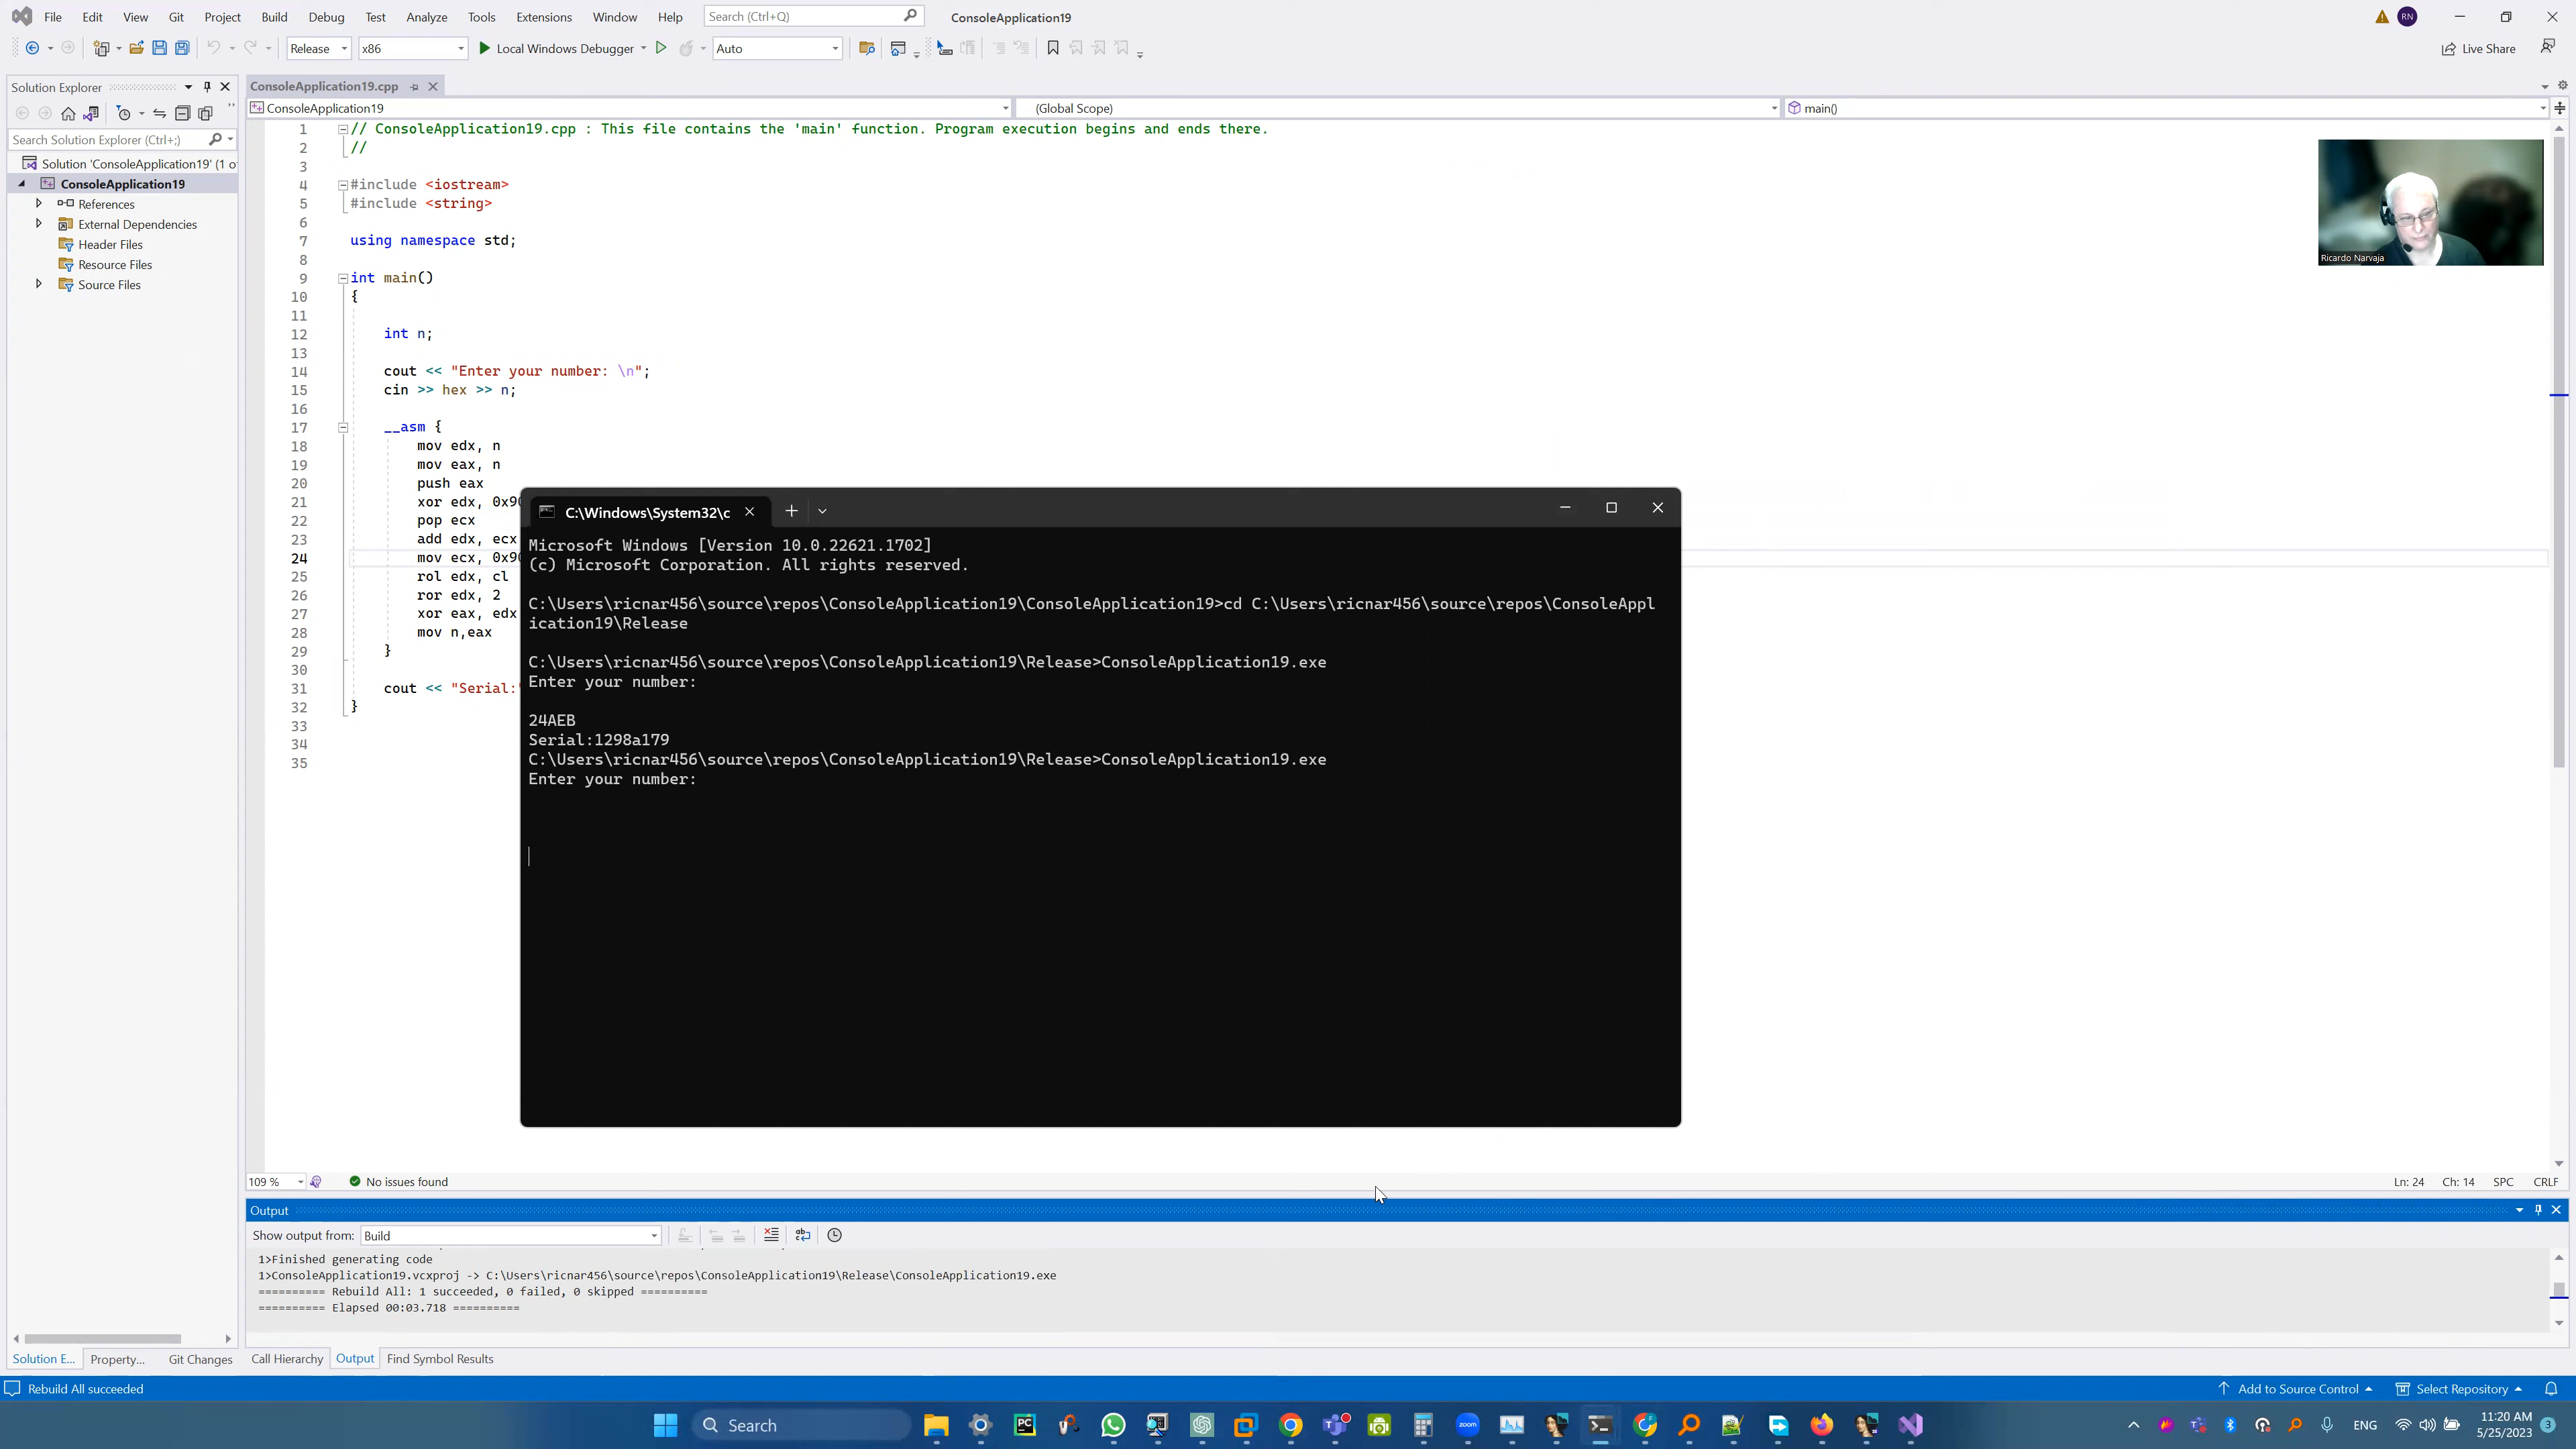 File Edit View Git Project Build Debug Test Analyze Tools Extensions Window Help Search (Ctrl+Q) ConsoleApplication19 RN
Release x86 Local Windows Debugger Auto Live Share
Solution Explorer
Search Solution Explorer (Ctrl+;)
Solution 'ConsoleApplication19' (1 o
ConsoleApplication19
References
External Dependencies
Header Files
Resource Files
Source Files
ConsoleApplication19.cpp
ConsoleApplication19 (Global Scope) main()
1 // ConsoleApplication19.cpp : This file contains the 'main' function. Program execution begins and ends there.
2 //
3
4 #include <iostream>
5 #include <string>
6
7 using namespace std;
8
9 int main()
10 {
11
12 int n;
13
14 cout << "Enter your number: \n";
15 cin >> hex >> n;
16
17 __asm {
18 mov edx, n
19 mov eax, n
20 push eax
21 xor edx, 0x90
22 pop ecx
23 add edx, ecx
24 mov ecx, 0x90
25 rol edx, cl
26 ror edx, 2
27 xor eax, edx
28 mov n,eax
29 }
30
31 cout << "Serial:"
32 }
33
34
35
Ricardo Narvaja
C:\Windows\System32\c
Microsoft Windows [Version 10.0.22621.1702]
(c) Microsoft Corporation. All rights reserved.
C:\Users\ricnar456\source\repos\ConsoleApplication19\ConsoleApplication19>cd C:\Users\ricnar456\source\repos\ConsoleAppl
ication19\Release
C:\Users\ricnar456\source\repos\ConsoleApplication19\Release>ConsoleApplication19.exe
Enter your number:
24AEB
Serial:1298a179
C:\Users\ricnar456\source\repos\ConsoleApplication19\Release>ConsoleApplication19.exe
Enter your number:
109 % No issues found Ln: 24 Ch: 14 SPC CRLF
Output
Show output from: Build
1>Finished generating code
1>ConsoleApplication19.vcxproj -> C:\Users\ricnar456\source\repos\ConsoleApplication19\Release\ConsoleApplication19.exe
========== Rebuild All: 1 succeeded, 0 failed, 0 skipped ==========
========== Elapsed 00:03.718 ==========
Solution E... Property... Git Changes Call Hierarchy Output Find Symbol Results
Rebuild All succeeded Add to Source Control Select Repository
Search PC zoom ENG 11:20 AM 3
5/25/2023